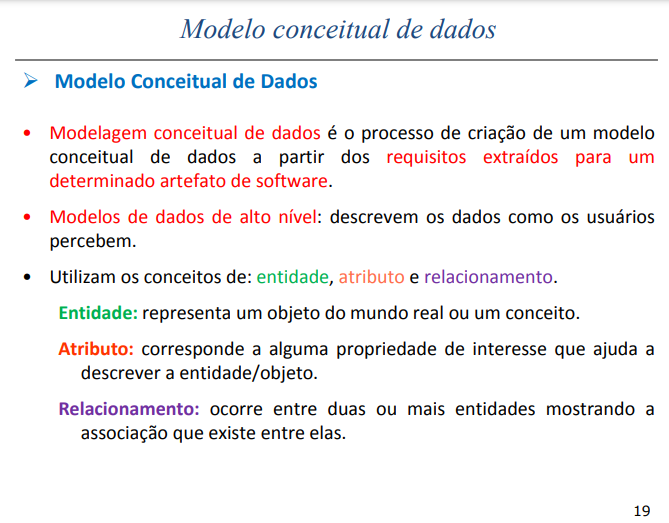 Modelo conceitual de dados
➢ Modelo Conceitual de Dados
• Modelagem conceitual de dados é o processo de criação de um modelo
conceitual de dados a partir dos requisitos extraídos para um
determinado artefato de software.
• Modelos de dados de alto nível: descrevem os dados como os usuários
percebem.
• Utilizam os conceitos de: entidade, atributo e relacionamento.
Entidade: representa um objeto do mundo real ou um conceito.
Atributo: corresponde a alguma propriedade de interesse que ajuda a
descrever a entidade/objeto.
Relacionamento: ocorre entre duas ou mais entidades mostrando a
associação que existe entre elas.
19